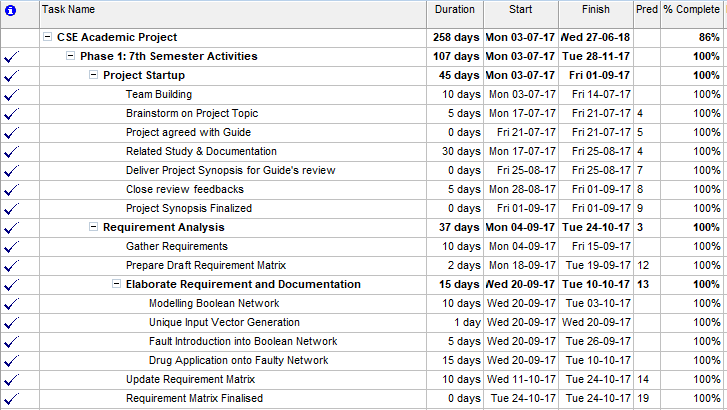 Task Name Duration Start Finish Pred % Complete
CSE Academic Project 258 days Mon 03-07-17 Wed 27-06-18 86%
Phase 1: 7th Semester Activities 107 days Mon 03-07-17 Tue 28-11-17 100%
Project Startup 45 days Mon 03-07-17 Fri 01-09-17 100%
Team Building 10 days Mon 03-07-17 Fri 14-07-17 100%
Brainstorm on Project Topic 5 days Mon 17-07-17 Fri 21-07-17 4 100%
Project agreed with Guide 0 days Fri 21-07-17 Fri 21-07-17 5 100%
Related Study & Documentation 30 days Mon 17-07-17 Fri 25-08-17 4 100%
Deliver Project Synopsis for Guide's review 0 days Fri 25-08-17 Fri 25-08-17 7 100%
Close review feedbacks 5 days Mon 28-08-17 Fri 01-09-17 8 100%
Project Synopsis Finalized 0 days Fri 01-09-17 Fri 01-09-17 9 100%
Requirement Analysis 37 days Mon 04-09-17 Tue 24-10-17 3 100%
Gather Requirements 10 days Mon 04-09-17 Fri 15-09-17 100%
Prepare Draft Requirement Matrix 2 days Mon 18-09-17 Tue 19-09-17 12 100%
Elaborate Requirement and Documentation 15 days Wed 20-09-17 Tue 10-10-17 13 100%
Modelling Boolean Network 10 days Wed 20-09-17 Tue 03-10-17 100%
Unique Input Vector Generation 1 day Wed 20-09-17 Wed 20-09-17 100%
Fault Introduction into Boolean Network 5 days Wed 20-09-17 Tue 26-09-17 100%
Drug Application onto Faulty Network 15 days Wed 20-09-17 Tue 10-10-17 100%
Update Requirement Matrix 10 days Wed 11-10-17 Tue 24-10-17 14 100%
Requirement Matrix Finalised 0 days Tue 24-10-17 Tue 24-10-17 19 100%